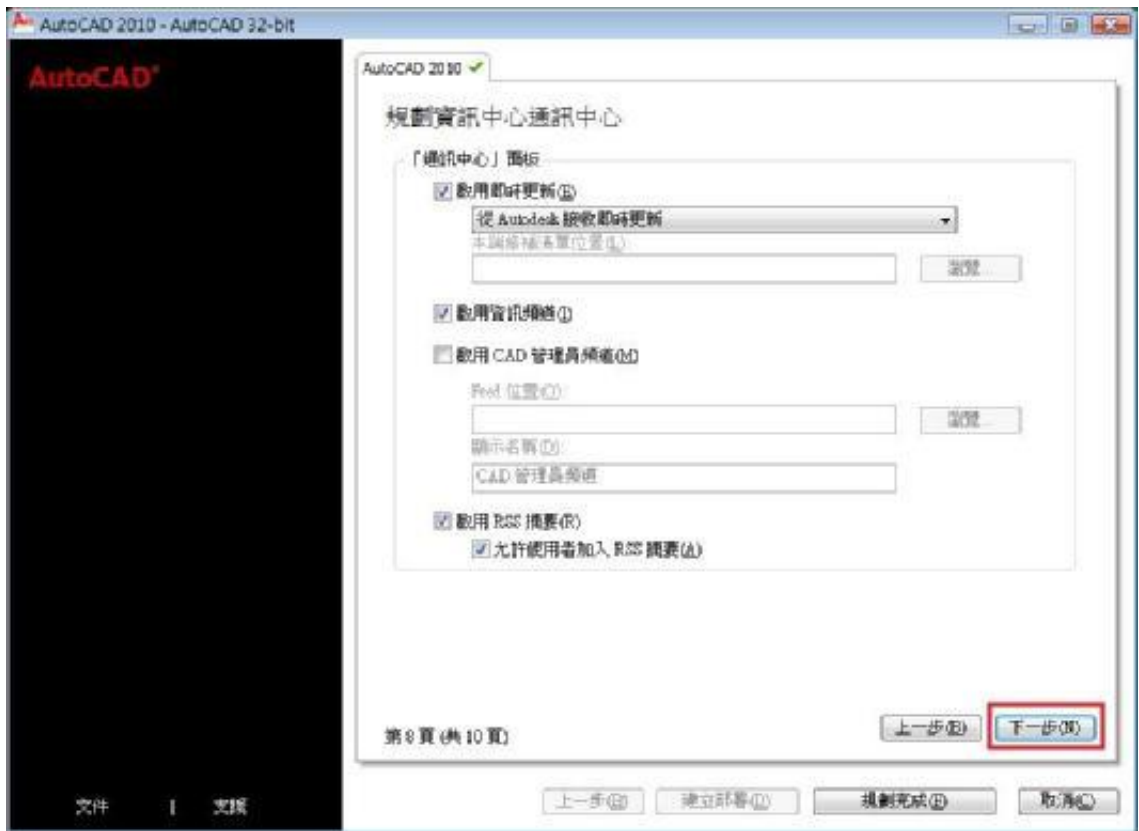 AutoCAD 2010 - AutoCAD 32-bit
AutoCAD
AutoCAD 2010
規劃資訊中心通訊中心
「通訊中心」面板
啟用即時更新(E)
從 Autodesk 接收即時更新
本端修補清單位置(L)
瀏覽
啟用資訊頻道(I)
啟用 CAD 管理員頻道(M)
Feed 位置(O):
瀏覽
顯示名稱(D):
CAD 管理員頻道
啟用 RSS 摘要(R)
允許使用者加入 RSS 摘要(A)
第 8 頁 (共 10 頁)
上一步(B)
下一步(N)
文件 | 支援
上一步(B)
建立部署(D)
規劃完成(F)
取消(C)